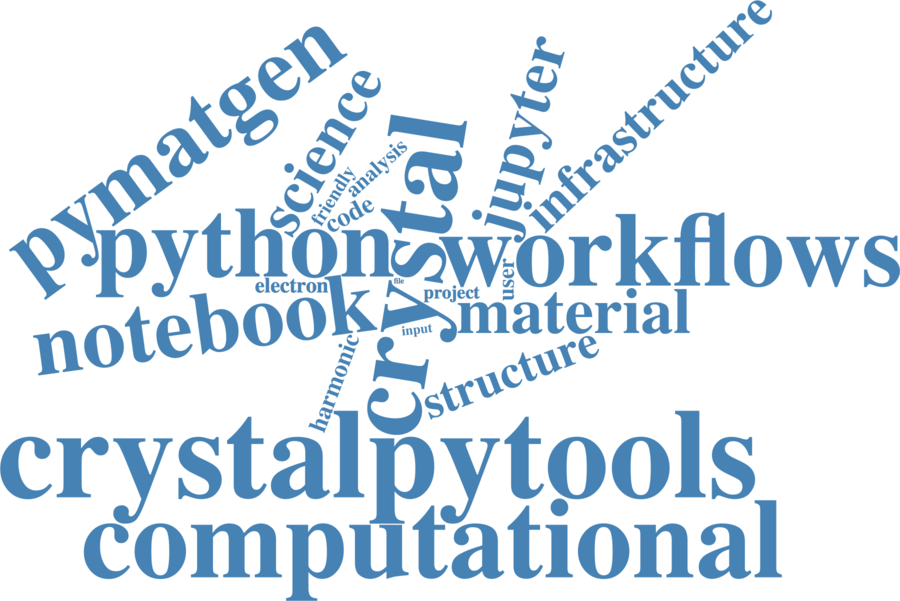 pymatgen
science
jupyter
infrastructure
friendly
analysis
code
crystal
python
workflows
electron
file
project
user
notebook
input
material
harmonic
structure
crystalpytools
computational